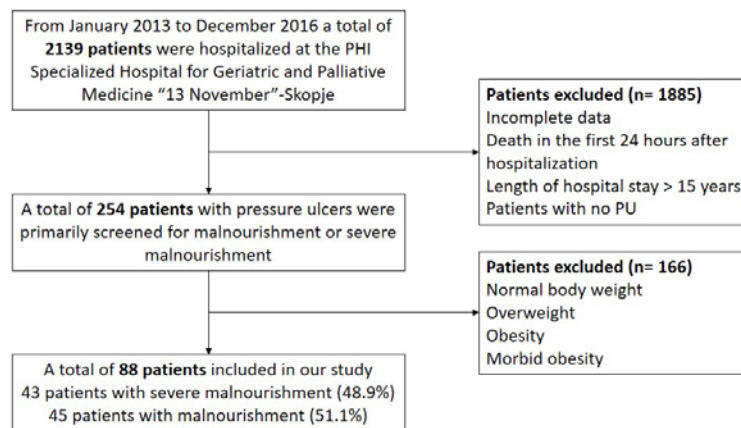 From January 2013 to December 2016 a total of
2139 patients were hospitalized at the PHI
Specialized Hospital for Geriatric and Palliative
Medicine “13 November”-Skopje
Patients excluded (n= 1885)
Incomplete data
Death in the first 24 hours after
hospitalization
Length of hospital stay > 15 years
Patients with no PU
A total of 254 patients with pressure ulcers were
primarily screened for malnourishment or severe
malnourishment
Patients excluded (n= 166)
Normal body weight
Overweight
Obesity
Morbid obesity
A total of 88 patients included in our study
43 patients with severe malnourishment (48.9%)
45 patients with malnourishment (51.1%)